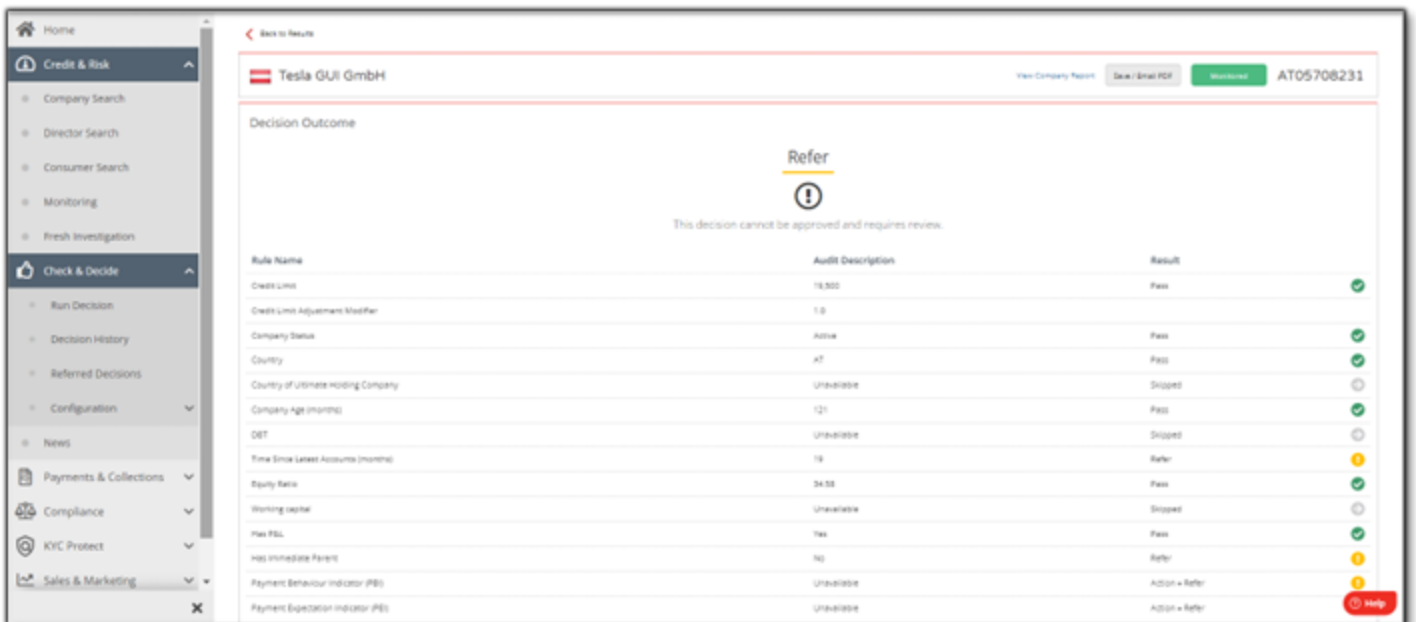 Home
Credit & Risk
Company Search
Director Search
Consumer Search
Monitoring
Fresh Investigation
Check & Decide
Run Decision
Decision History
Referred Decisions
Configuration
News
Payments & Collections
Compliance
KYC Protect
Sales & Marketing
Back to Results
Tesla GUI GmbH View Company Report Save / Email PDF Monitored AT05708231
Decision Outcome
Refer
This decision cannot be approved and requires review.
Rule Name Audit Description Result
Credit Limit Pass
Credit Limit Adjustment Modifier 1.0
Company Status Active Pass
Country AT Pass
Country of Ultimate Holding Company Unavailable Skipped
Company Age (months) 121 Pass
DBT Unavailable Skipped
Time Since Latest Accounts (months) 19 Refer
Equity Ratio 34.58 Pass
Working capital Unavailable Skipped
Has P&L Yes Pass
Has Immediate Parent No Refer
Payment Behaviour Indicator (PBI) Unavailable Action + Refer
Payment Expectation Indicator (PEI) Unavailable Action + Refer
Help